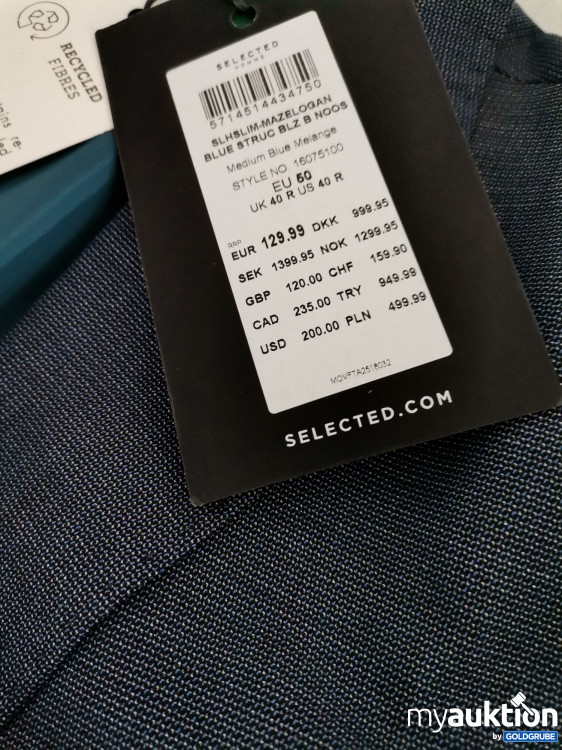 RECYCLED
FIBRES
SELECTED
HOMME
5714514434750
SLHSLIM-MAZELOGAN
BLUE STRUC BLZ B NOOS
Medium Blue Melange
STYLE NO. 16075100
EU 50
UK 40 R US 40 R
RRP
EUR 129.99 DKK 999.95
SEK 1399.95 NOK 1299.95
GBP 120.00 CHF 159.90
CAD 235.00 TRY 949.99
USD 200.00 PLN 499.99
SELECTED.COM
myauktion
by GOLDGRUBE